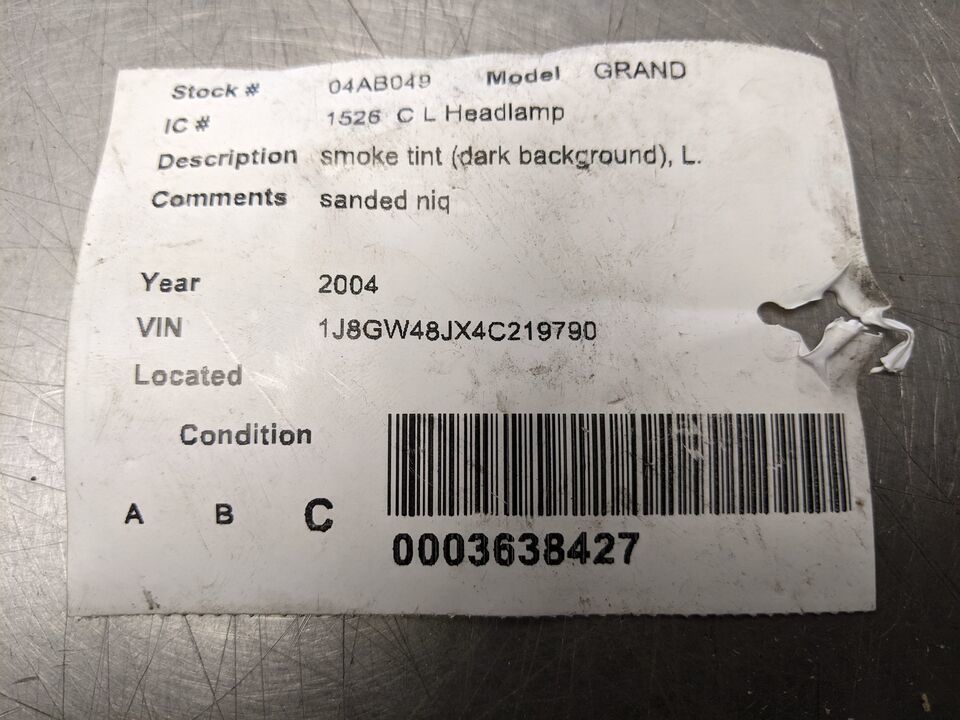 Stock # 04AB049 Model GRAND
IC # 1526 C L Headlamp
Description smoke tint (dark background), L.
Comments sanded niq
Year 2004
VIN 1J8GW48JX4C219790
Located
Condition
A B C
0003638427